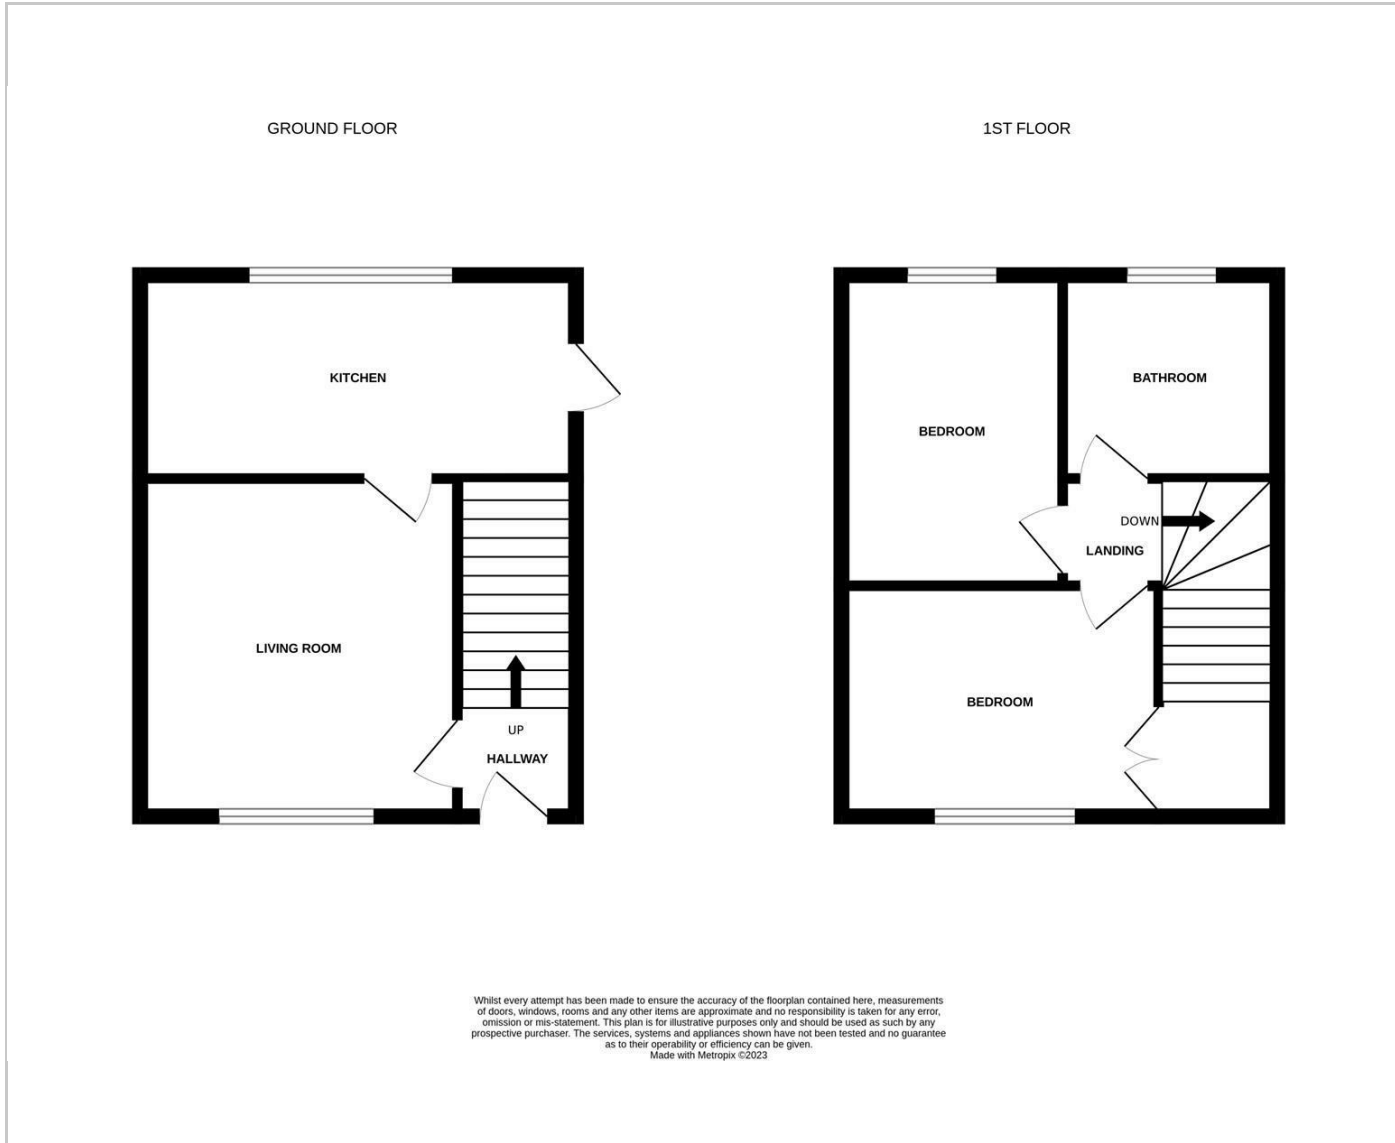 GROUND FLOOR
1ST FLOOR
KITCHEN
LIVING ROOM
UP
HALLWAY
BATHROOM
BEDROOM
DOWN
LANDING
BEDROOM
Whilst every attempt has been made to ensure the accuracy of the floorplan contained here, measurements
of doors, windows, rooms and any other items are approximate and no responsibility is taken for any error,
omission or mis-statement. This plan is for illustrative purposes only and should be used as such by any
prospective purchaser. The services, systems and appliances shown have not been tested and no guarantee
as to their operability or efficiency can be given.
Made with Metropix ©2023